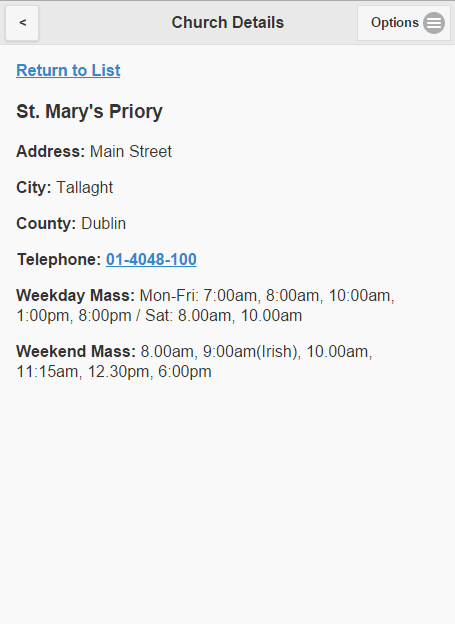 <
Church Details
Options
Return to List
St. Mary's Priory
Address: Main Street
City: Tallaght
County: Dublin
Telephone: 01-4048-100
Weekday Mass: Mon-Fri: 7:00am, 8:00am, 10:00am,
1:00pm, 8:00pm / Sat: 8.00am, 10.00am
Weekend Mass: 8.00am, 9:00am(Irish), 10.00am,
11:15am, 12.30pm, 6:00pm